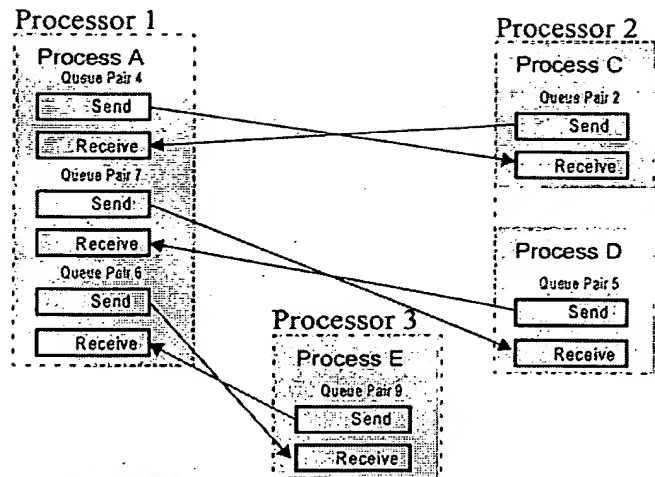 Processor 1
Process A
Queue Pair 4
Send
Receive
Queue Pair 7
Send
Receive
Queue Pair 6
Send
Receive
Processor 2
Process C
Queue Pair 2
Send
Receive
Process D
Queue Pair 5
Send
Receive
Processor 3
Process E
Queue Pair 9
Send
Receive